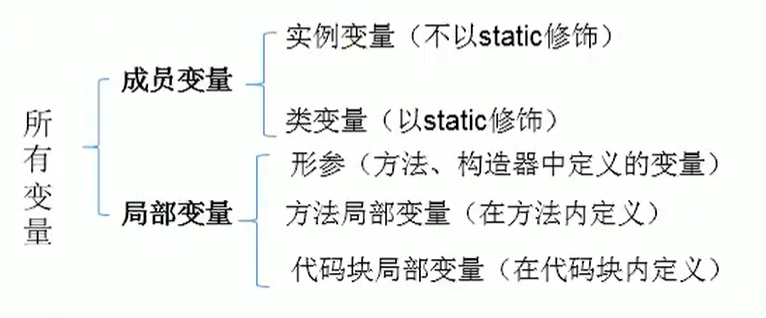 所有变量
成员变量
实例变量（不以static修饰）
类变量（以static修饰）
局部变量
形参（方法、构造器中定义的变量）
方法局部变量（在方法内定义）
代码块局部变量（在代码块内定义）